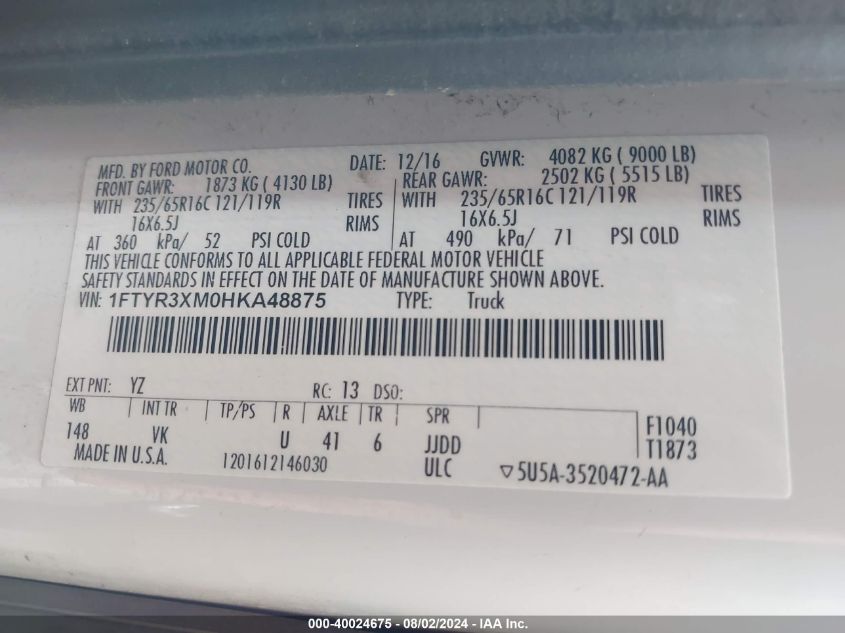 MFD. BY FORD MOTOR CO. DATE: 12/16 GVWR: 4082 KG ( 9000 LB)
FRONT GAWR: 1873 KG ( 4130 LB) REAR GAWR: 2502 KG ( 5515 LB)
WITH 235/65R16C 121/119R TIRES WITH 235/65R16C 121/119R TIRES
16X6.5J RIMS 16X6.5J RIMS
AT 360 kPa/ 52 PSI COLD AT 490 kPa/ 71 PSI COLD
THIS VEHICLE CONFORMS TO ALL APPLICABLE FEDERAL MOTOR VEHICLE
SAFETY STANDARDS IN EFFECT ON THE DATE OF MANUFACTURE SHOWN ABOVE.
VIN: 1FTYR3XM0HKA48875 TYPE: Truck
EXT PNT: YZ RC: 13 DSO:
WB INT TR TP/PS R AXLE TR SPR
148 VK U 41 6 JJDD F1040
MADE IN U.S.A. 1201612146030 ULC T1873
▽5U5A-3520472-AA
000-40024675 - 08/02/2024 - IAA Inc.